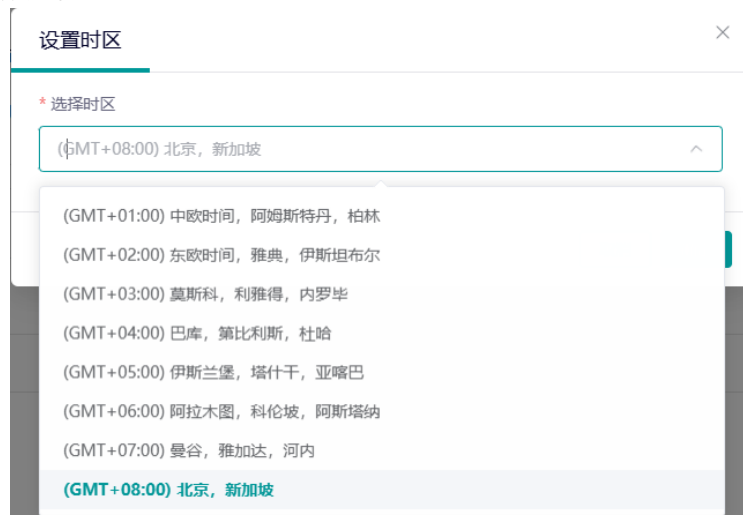 设置时区
* 选择时区
(GMT+08:00) 北京，新加坡
(GMT+01:00) 中欧时间，阿姆斯特丹，柏林
(GMT+02:00) 东欧时间，雅典，伊斯坦布尔
(GMT+03:00) 莫斯科，利雅得，内罗毕
(GMT+04:00) 巴库，第比利斯，杜哈
(GMT+05:00) 伊斯兰堡，塔什干，亚喀巴
(GMT+06:00) 阿拉木图，科伦坡，阿斯塔纳
(GMT+07:00) 曼谷，雅加达，河内
(GMT+08:00) 北京，新加坡